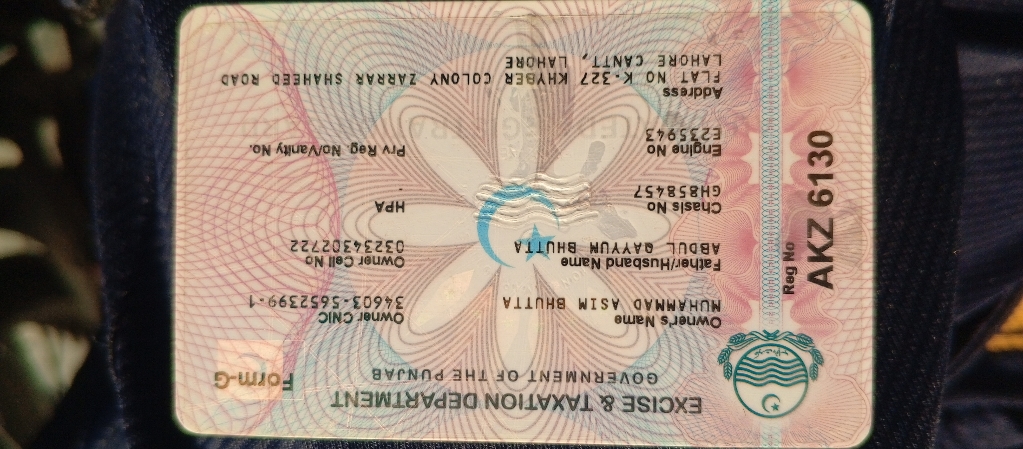 EXCISE & TAXATION DEPARTMENT
GOVERNMENT OF THE PUNJAB
Form-G
Owner's Name
MUHAMMAD ASIM BHUTTA
Owner CNIC
34603-5652399-1
Father/Husband Name
ABDUL QAYYUM BHUTTA
Owner Cell No
03234302722
Chasis No
GH858457
HPA
Engine No
E235943
Prv Reg No/Vanity No.
Address
FLAT NO K-327 KHYBER COLONY ZARRAR SHAHEED ROAD
LAHORE CANTT, LAHORE
Reg No
AKZ 6130